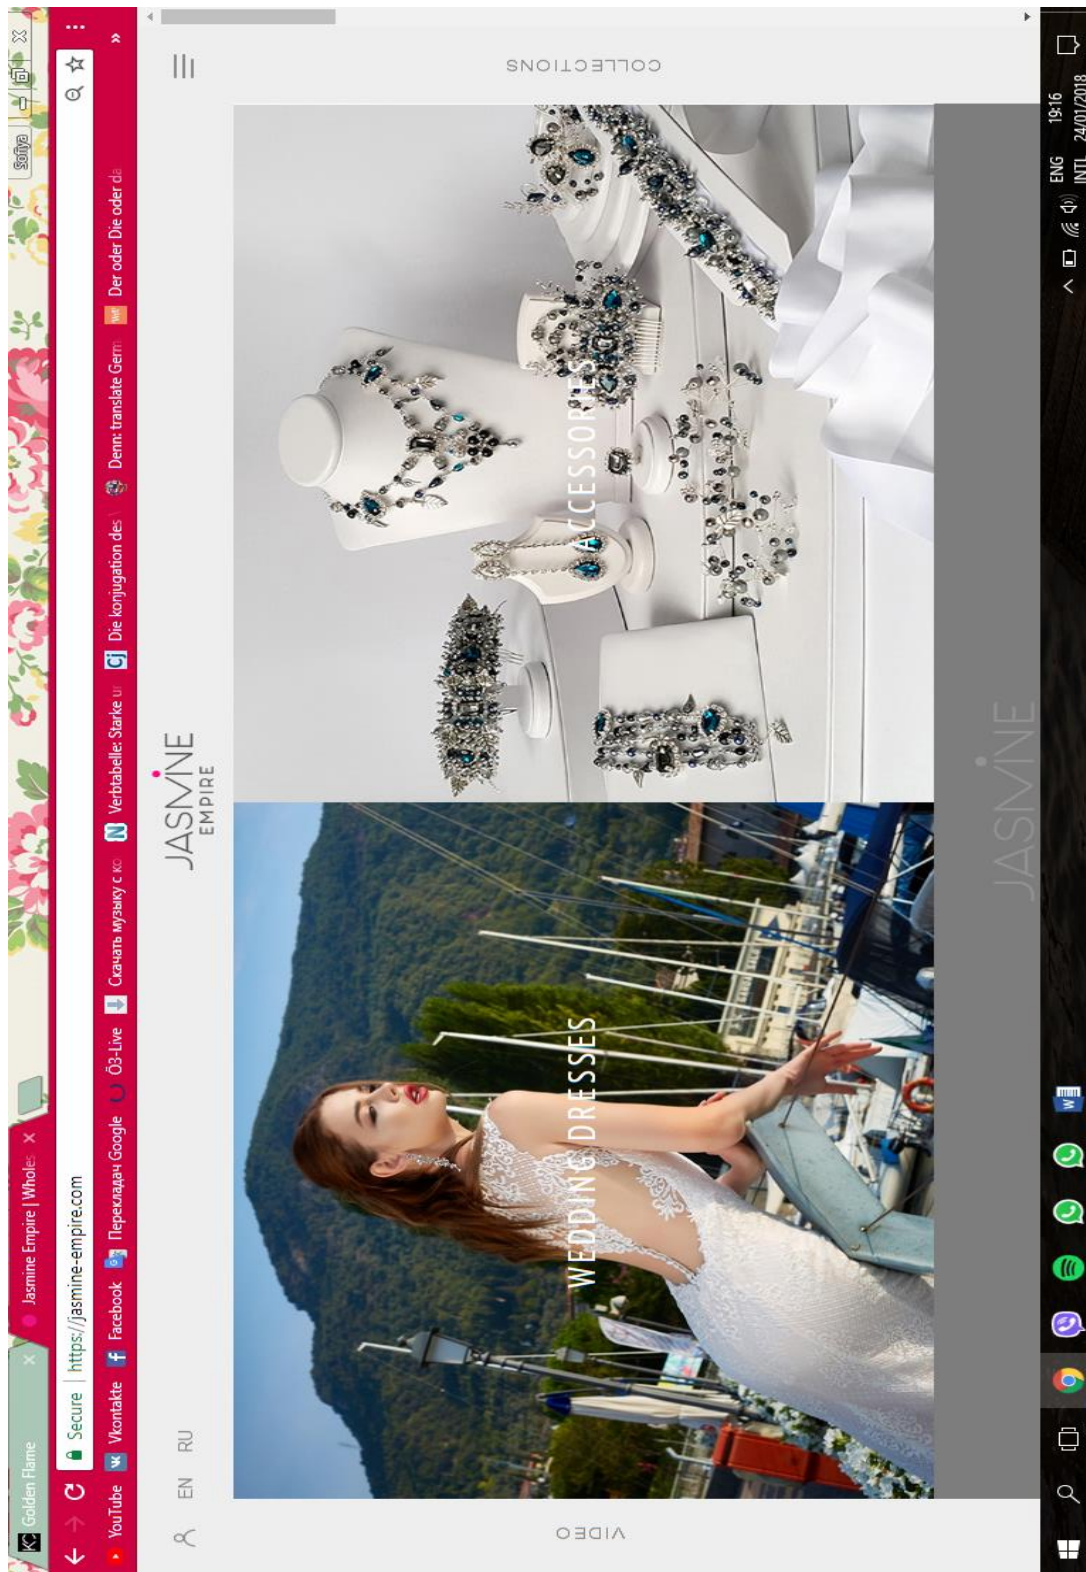 Golden Flame
Jasmine Empire | Wholes
Sofiya
Secure
https://jasmine-empire.com
YouTube
Vkontakte
Facebook
Перекладач Google
Ö3-Live
Скачать музыку с ко
Verbtabelle: Starke ur
Die konjugation des
Denn: translate Germ
Der oder Die oder da
»
EN RU
JASMINE
EMPIRE
VIDEO
COLLECTIONS
WEDDING DRESSES
ACCESSORIES
JASMINE
ENG
INTL
19:16
24/01/2018